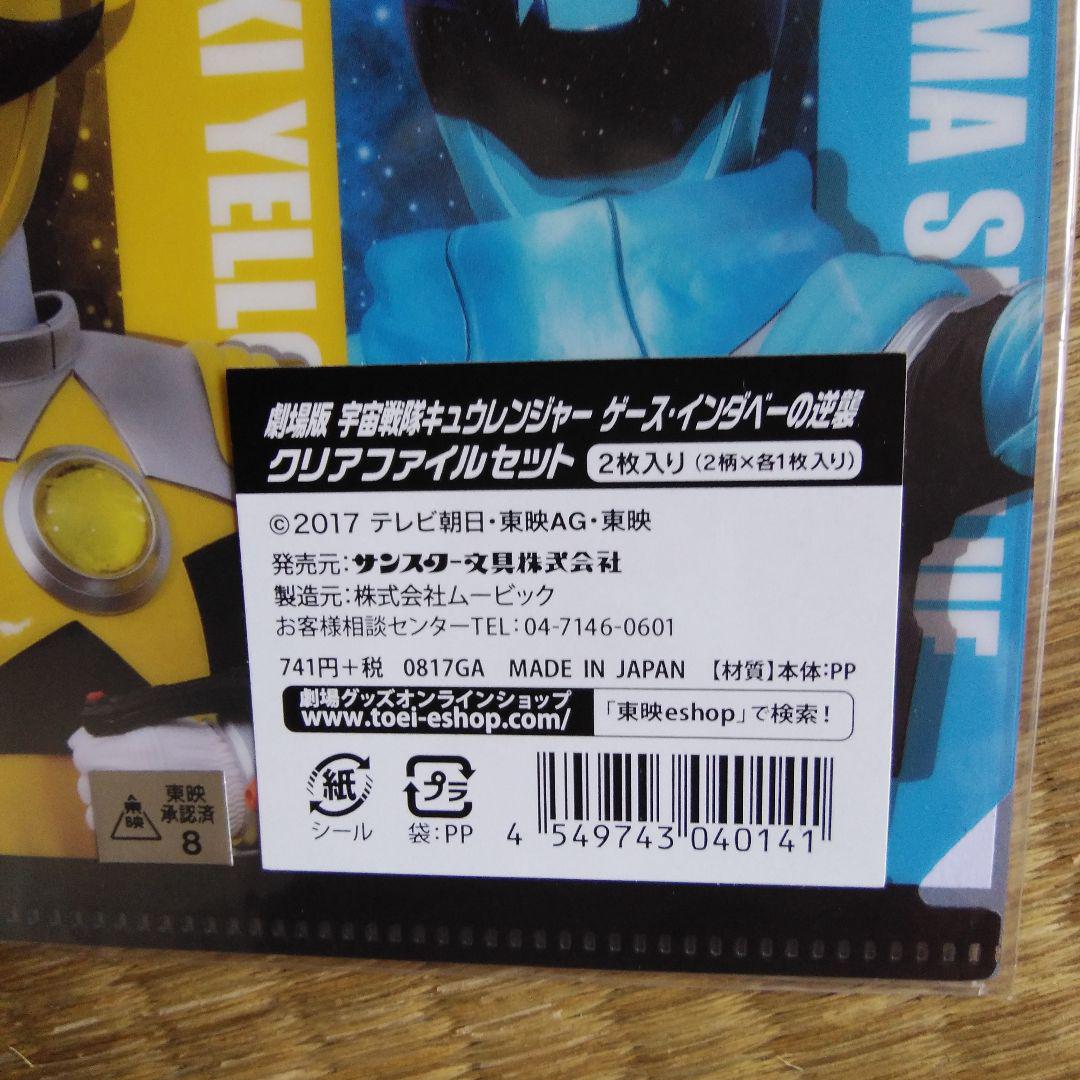 KI YELLO
MA S
劇場版 宇宙戦隊キュウレンジャー ゲース・インダベーの逆襲
クリアファイルセット 2枚入り(2柄×各1枚入り)
©2017 テレビ朝日・東映AG・東映
発売元:サンスター文具株式会社
製造元:株式会社ムービック
お客様相談センターTEL:04-7146-0601
741円+税 0817GA MADE IN JAPAN 【材質】本体:PP
劇場グッズオンラインショップ
www.toei-eshop.com/
「東映eshop」で検索!
紙
シール
プラ
袋:PP
4 549743 040141
東映
東映
承認済
8